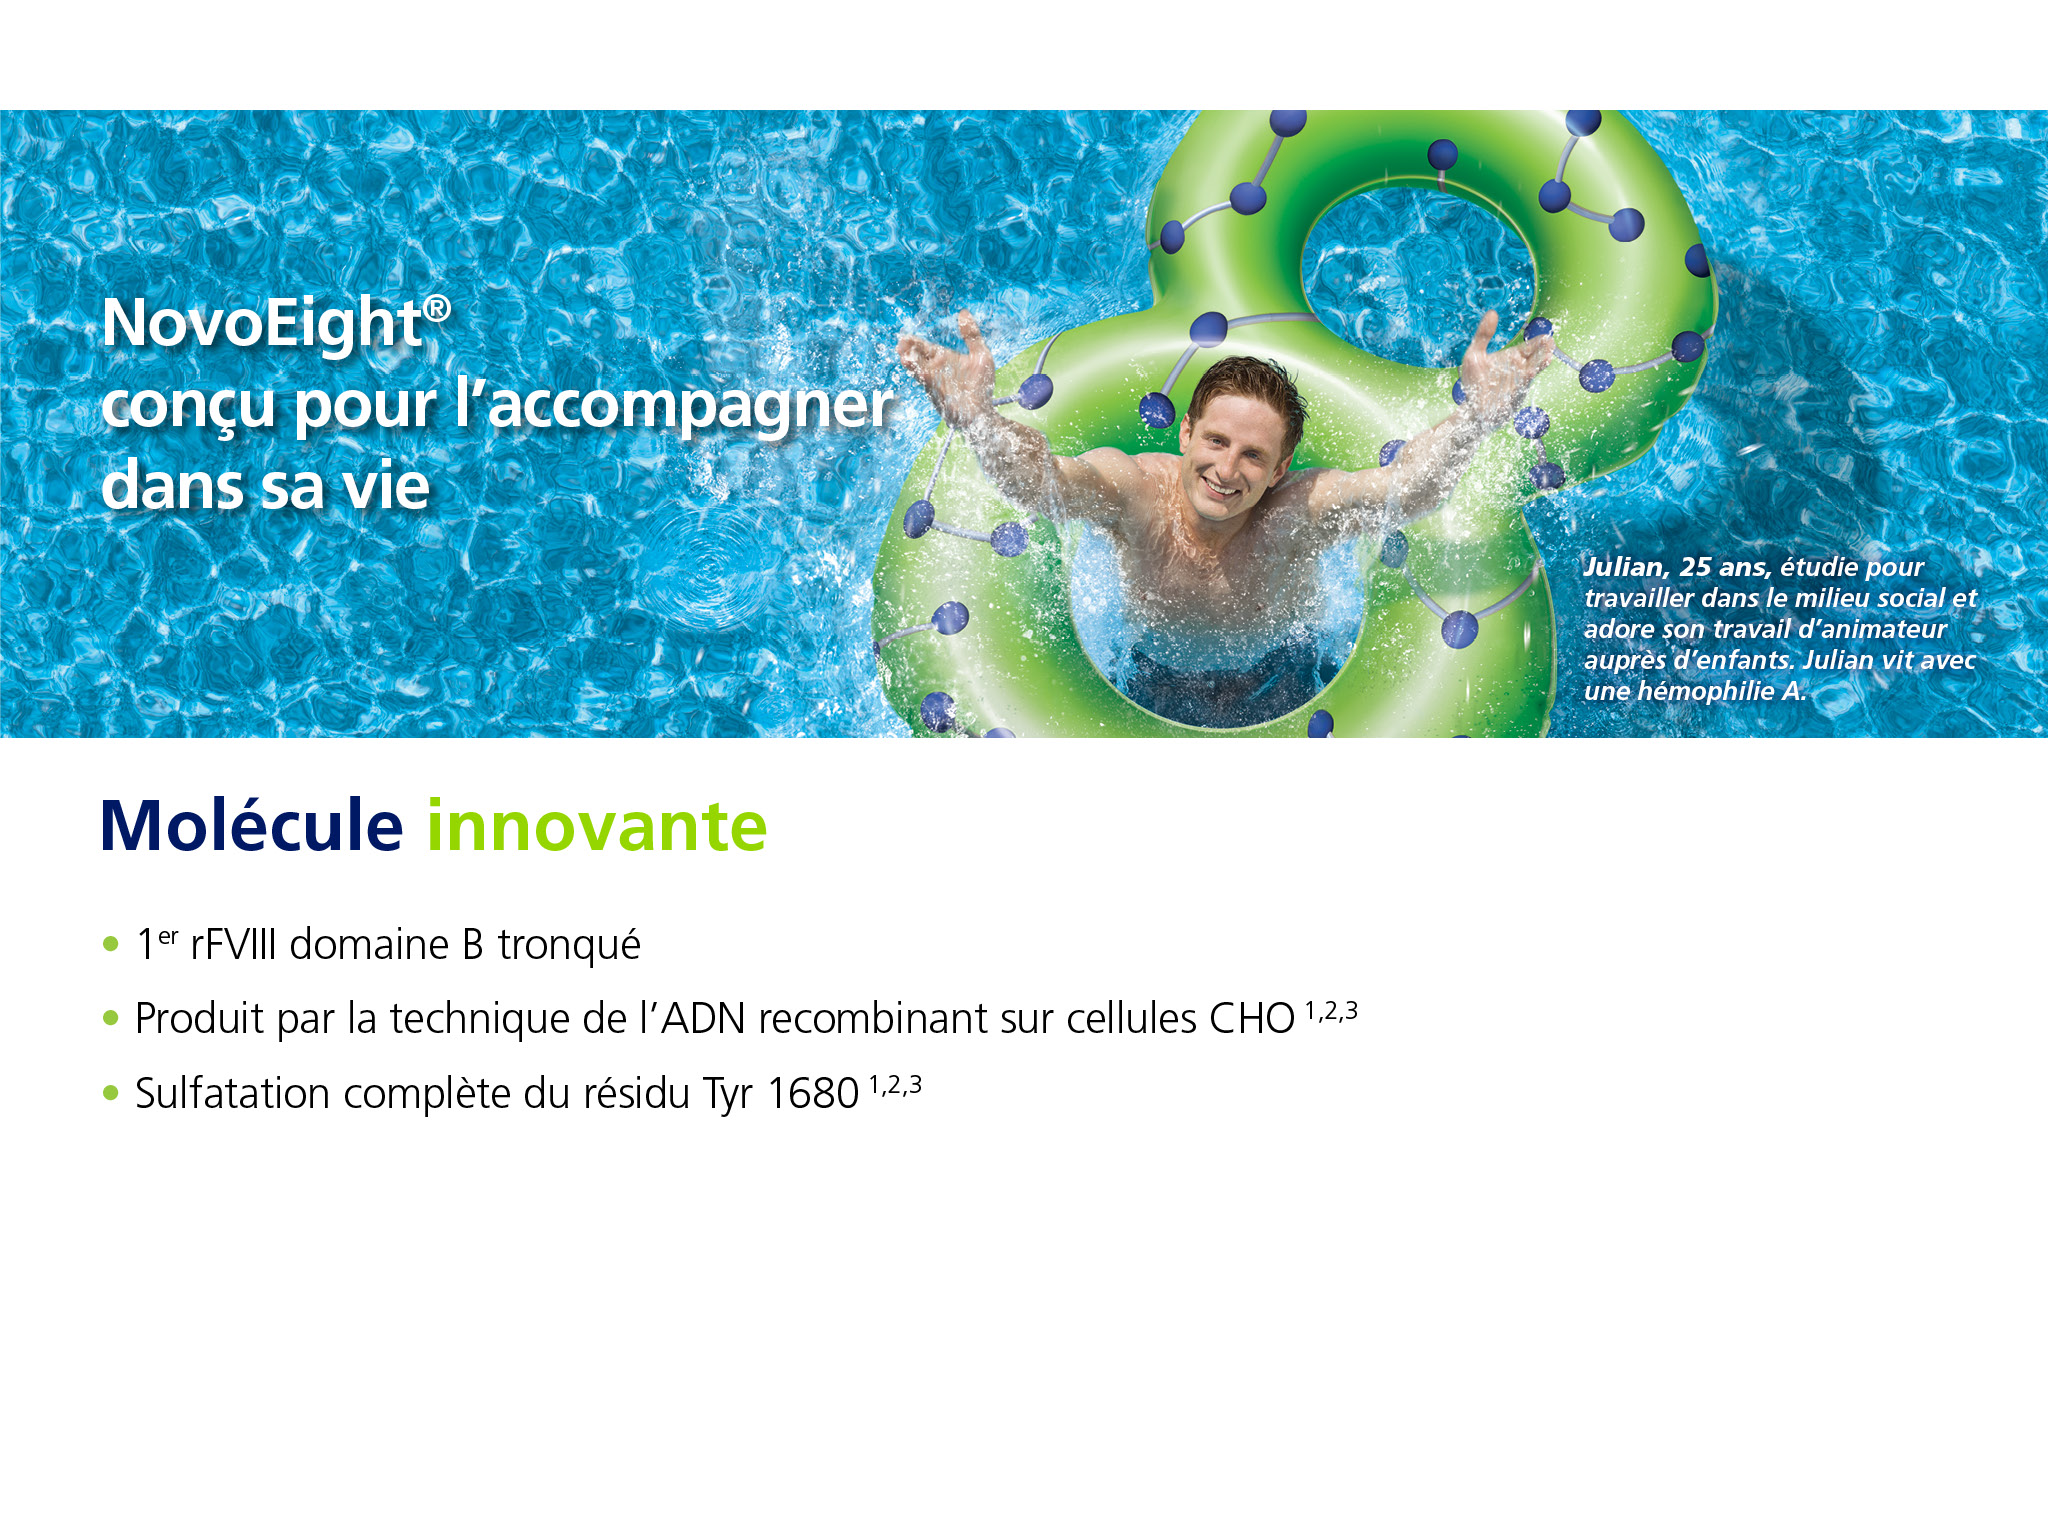 NovoEight®
conçu pour l’accompagner
dans sa vie
Julian, 25 ans, étudie pour
travailler dans le milieu social et
adore son travail d’animateur
auprès d’enfants. Julian vit avec
une hémophilie A.
Molécule innovante
• 1er rFVIII domaine B tronqué
• Produit par la technique de l’ADN recombinant sur cellules CHO 1,2,3
• Sulfatation complète du résidu Tyr 1680 1,2,3